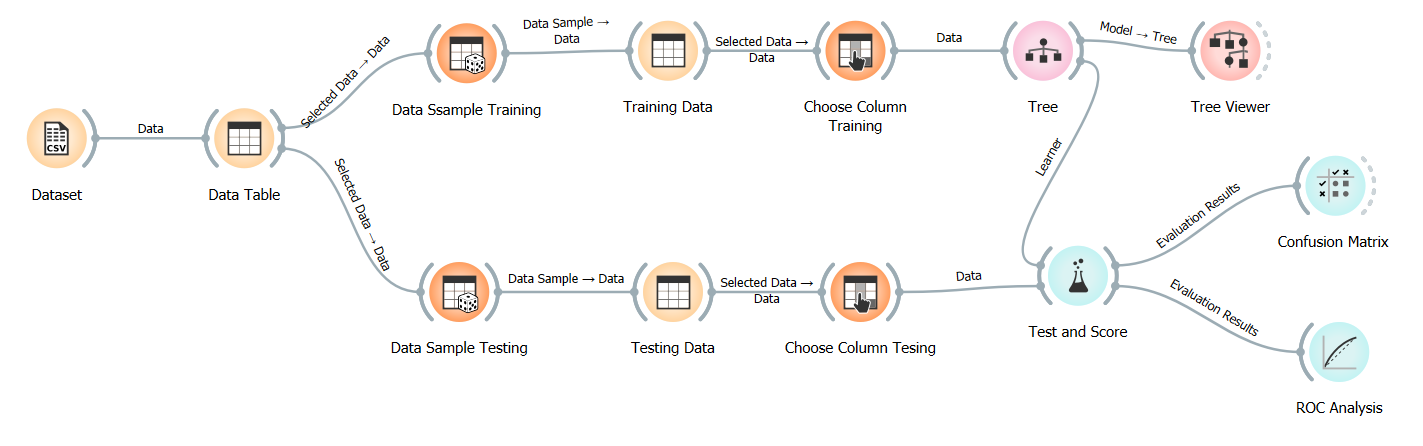 Data Sample →
Data
Model → Tree
Selected Data → Data
Selected Data →
Data
Data
Data Ssample Training
Training Data
Choose Column
Training
Tree
Tree Viewer
CSV
Data
Dataset
Data Table
Learner
Selected Data → Data
Evaluation Results
Confusion Matrix
Data Sample → Data
Selected Data →
Data
Data
Evaluation Results
Data Sample Testing
Testing Data
Choose Column Tesing
Test and Score
ROC Analysis